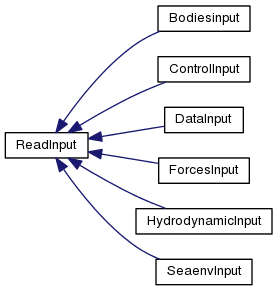 BodiesInput
ControlInput
DataInput
ReadInput
ForcesInput
HydrodynamicInput
SeaenvInput